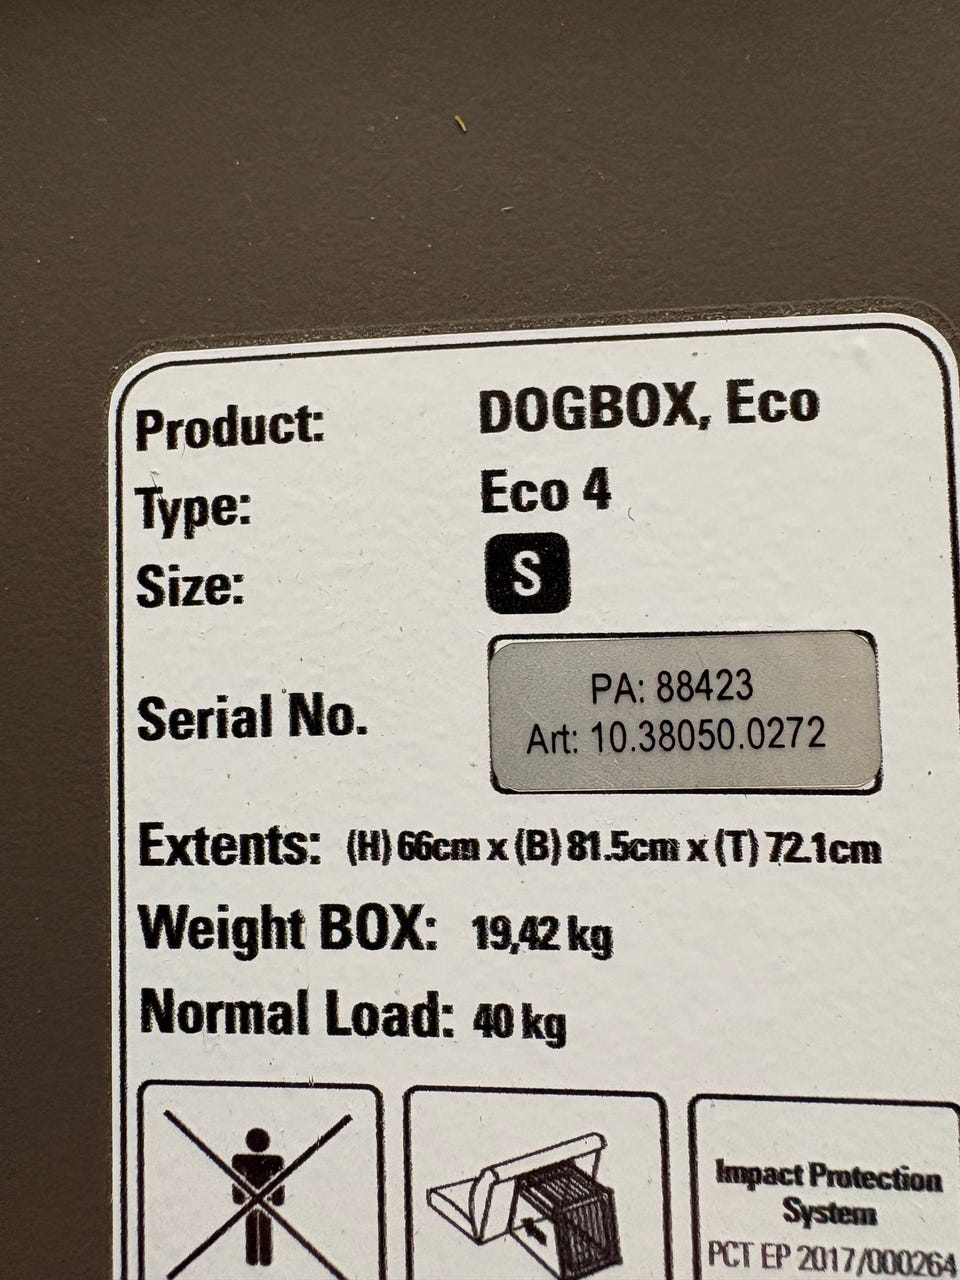 Product: DOGBOX, Eco
Type: Eco 4
Size: S
Serial No. PA: 88423
Art: 10.38050.0272
Extents: (H) 66cm x (B) 81.5cm x (T) 72.1cm
Weight BOX: 19,42 kg
Normal Load: 40 kg
Impact Protection
System
PCT EP 2017/000264